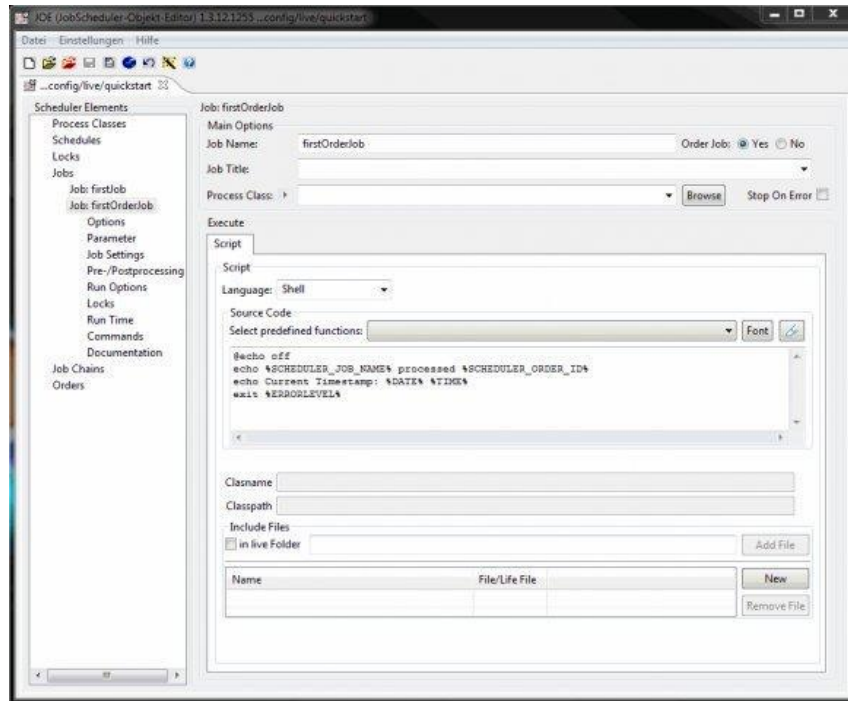 JOE (JobScheduler-Objekt-Editor) 1.3.12.1255 ...config/live/quickstart
Datei Einstellungen Hilfe
...config/live/quickstart
Scheduler Elements
Process Classes
Schedules
Locks
Jobs
Job: firstJob
Job: firstOrderJob
Options
Parameter
Job Settings
Pre-/Postprocessing
Run Options
Locks
Run Time
Commands
Documentation
Job Chains
Orders
Job: firstOrderJob
Main Options
Job Name: firstOrderJob Order Job: Yes No
Job Title:
Process Class: Browse Stop On Error
Execute
Script
Script
Language: Shell
Source Code
Select predefined functions: Font
@echo off
echo %SCHEDULER_JOB_NAME% processed %SCHEDULER_ORDER_ID%
echo Current Timestamp: %DATE% %TIME%
exit %ERRORLEVEL%
Clasname
Classpath
Include Files
in live Folder Add File
Name File/Life File New
Remove File